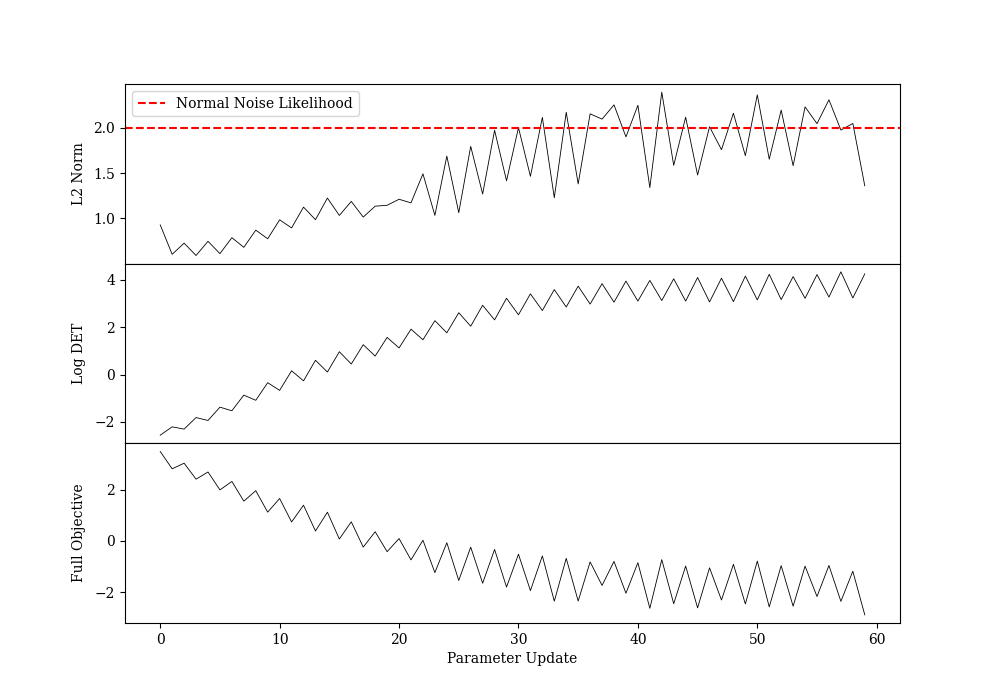 Normal Noise Likelihood
L2 Norm
2.0
1.5
1.0
Log DET
4
2
0
−2
Full Objective
2
0
−2
0 10 20 30 40 50 60
Parameter Update